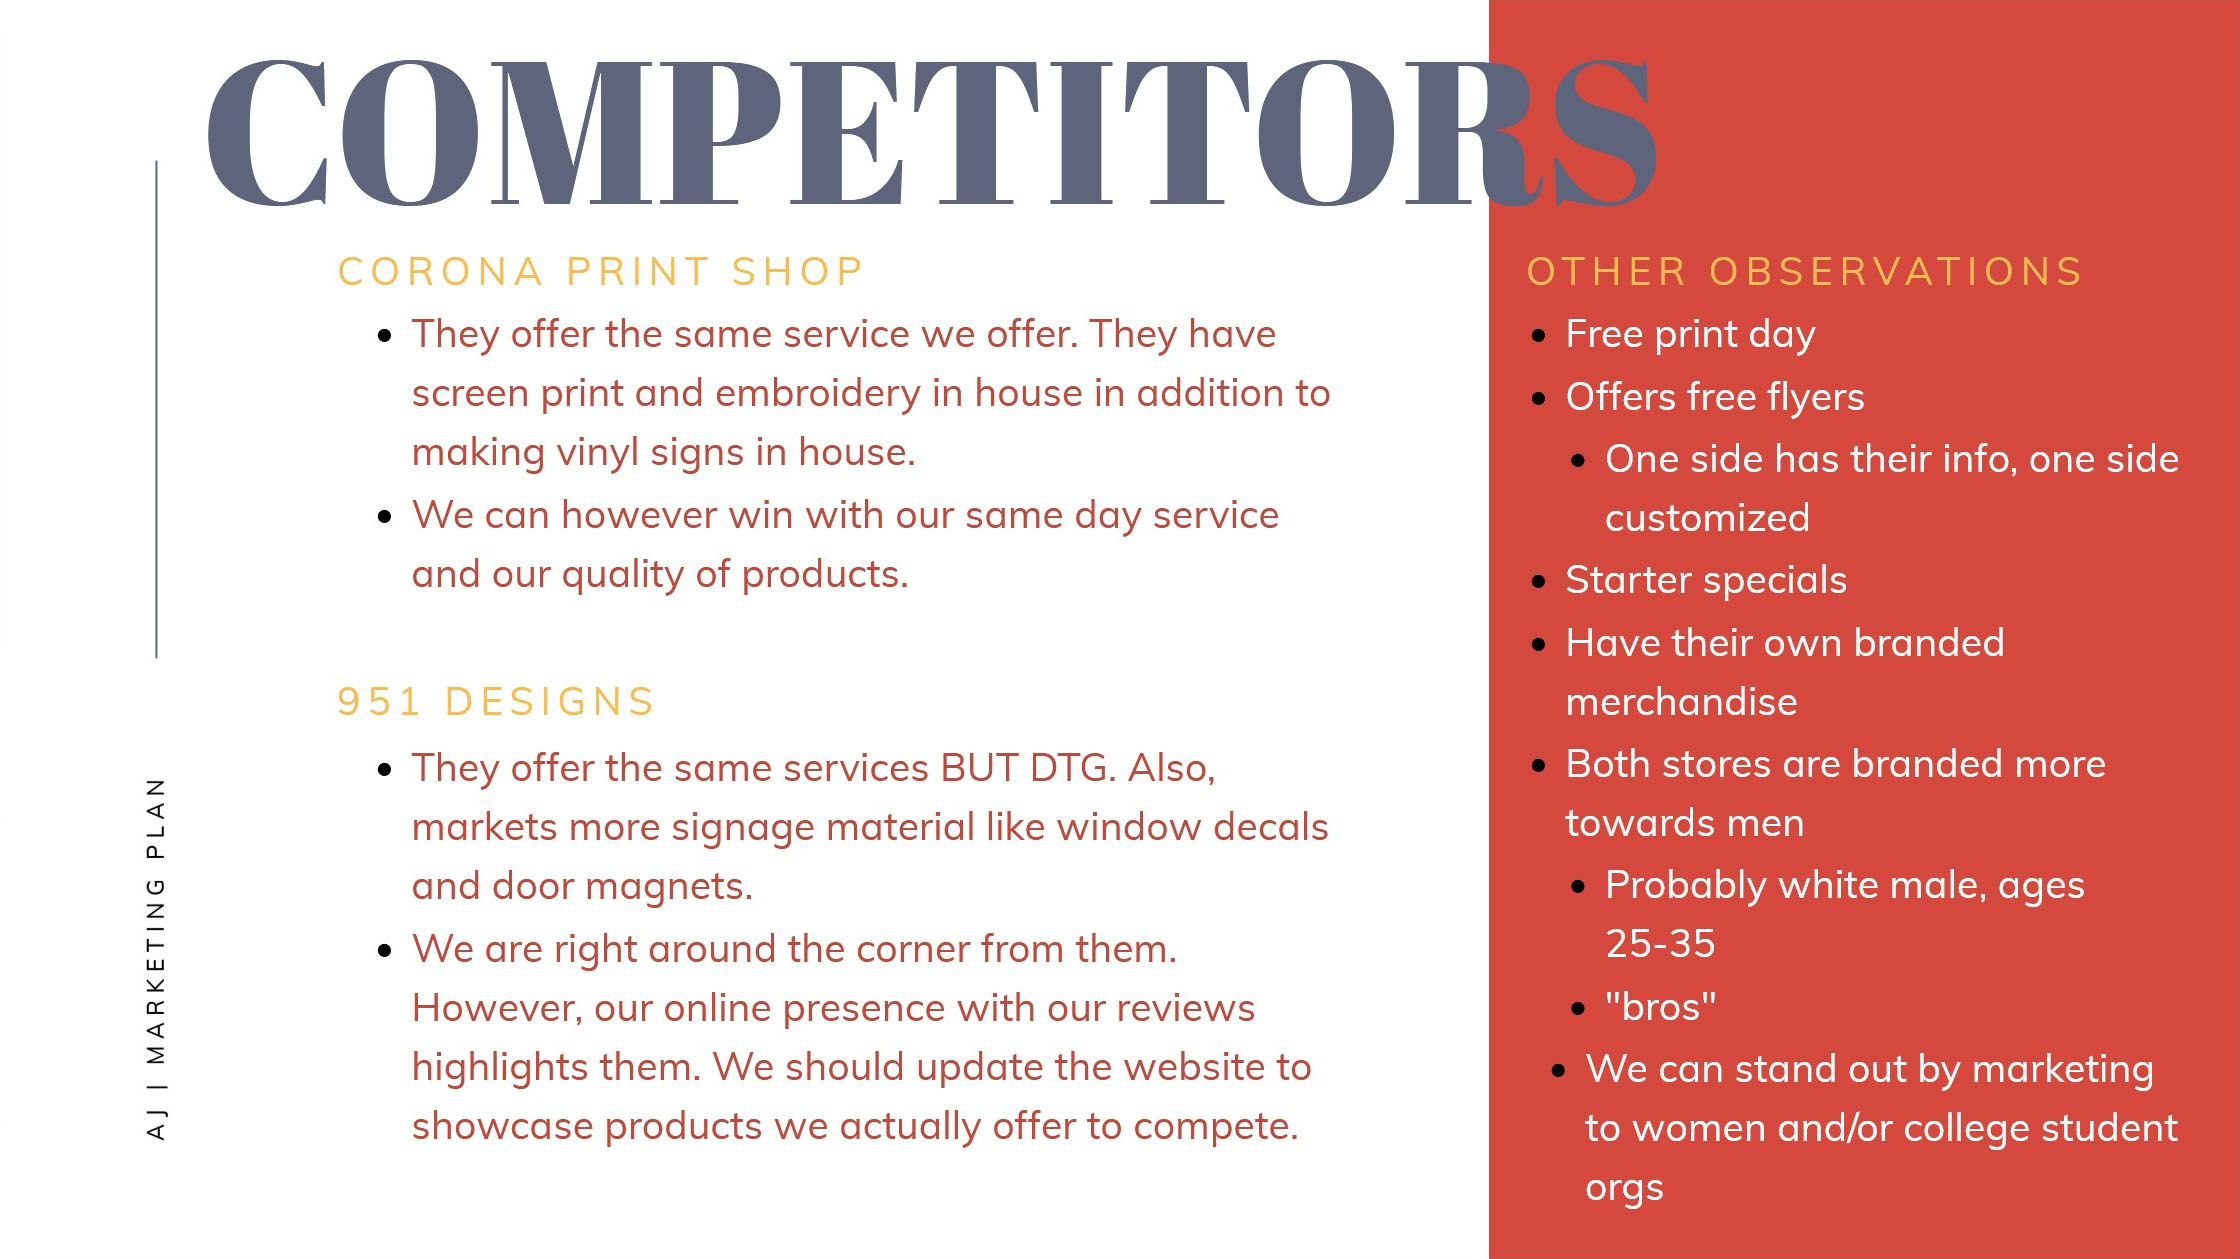 COMPETITORS
CORONA PRINT SHOP
They offer the same service we offer. They have
screen print and embroidery in house in addition to
making vinyl signs in house.
We can however win with our same day service
and our quality of products.
951 DESIGNS
They offer the same services BUT DTG. Also,
markets more signage material like window decals
and door magnets.
We are right around the corner from them.
However, our online presence with our reviews
highlights them. We should update the website to
showcase products we actually offer to compete.
OTHER OBSERVATIONS
Free print day
Offers free flyers
One side has their info, one side
customized
Starter specials
Have their own branded
merchandise
Both stores are branded more
towards men
Probably white male, ages
25-35
"bros"
We can stand out by marketing
to women and/or college student
orgs
AJ | MARKETING PLAN